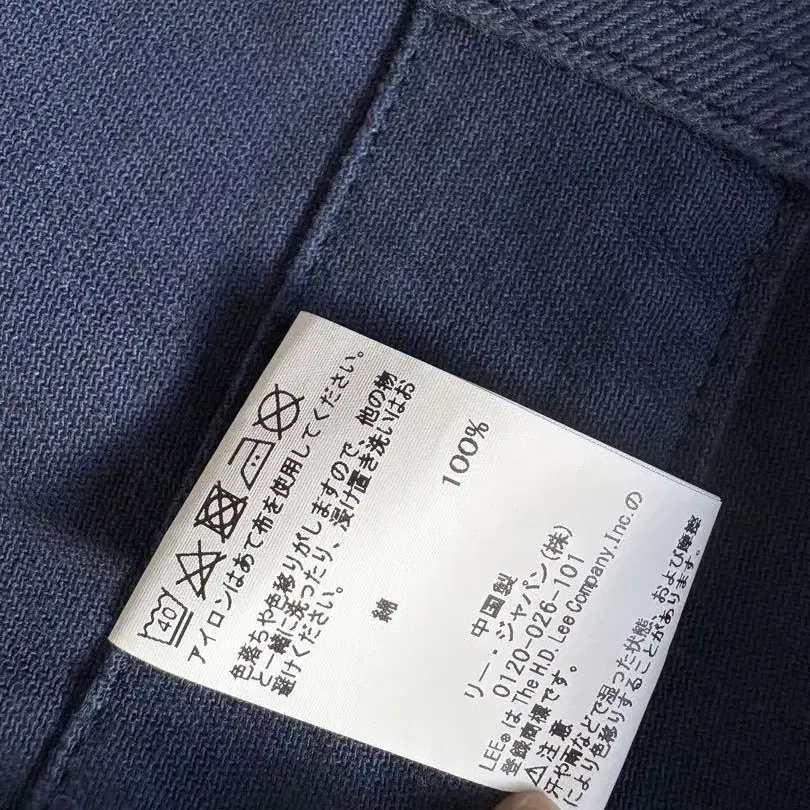 40
アイロンはあて布を使用してください。
色落ちや色移りがしますので、他の物
と一緒に洗ったり、浸け置き洗いはお
避けください。
綿 100%
中国製
リー・ジャパン(株)
0120-026-101
LEE®は The H.D. Lee Company, Inc.の
登録商標です。
⚠注意
汗や雨などで湿った状態、および摩擦
により色移りすることがあります。